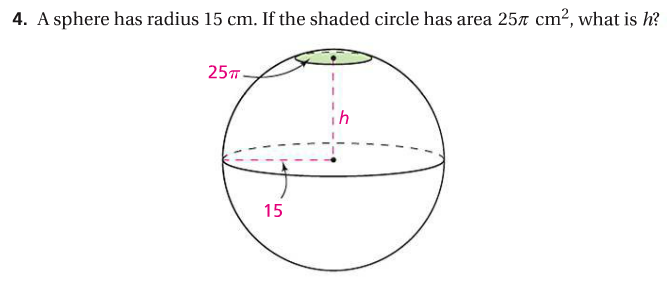 4. A sphere has radius 15 cm. If the shaded circle has area 25π cm², what is h?
25π
h
15